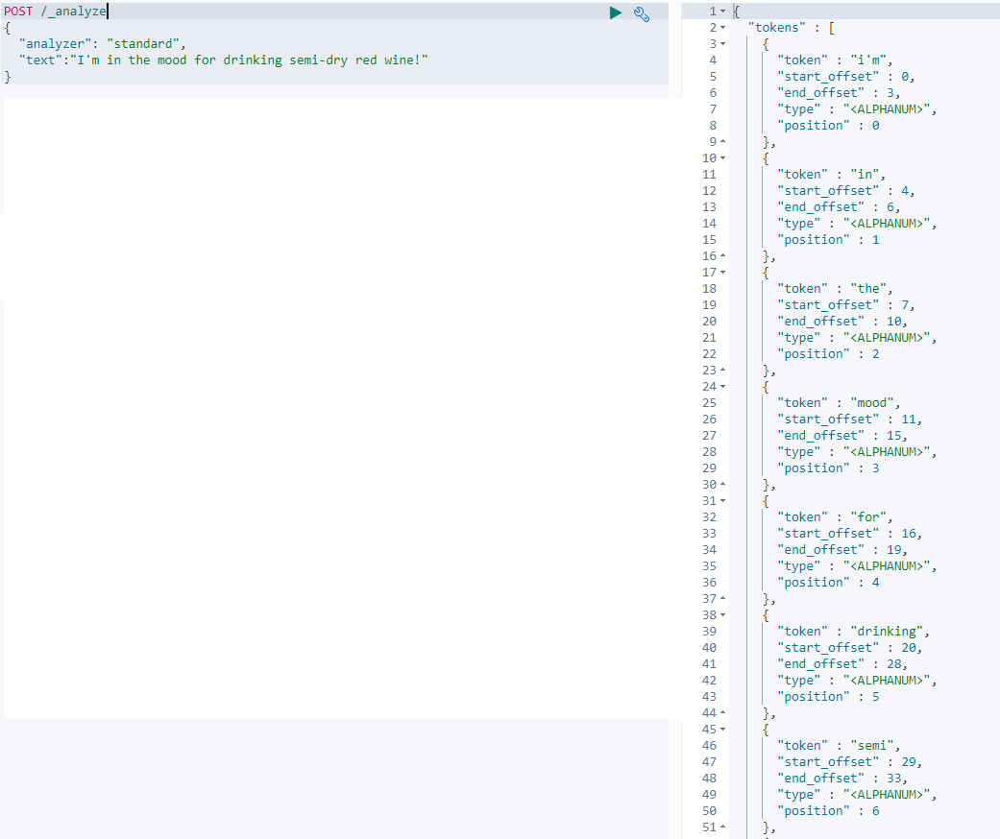 POST /_analyze
{
  "analyzer": "standard",
  "text":"I'm in the mood for drinking semi-dry red wine!"
}
1 {
2   "tokens" : [
3     {
4       "token" : "i'm",
5       "start_offset" : 0,
6       "end_offset" : 3,
7       "type" : "<ALPHANUM>",
8       "position" : 0
9     },
10     {
11       "token" : "in",
12       "start_offset" : 4,
13       "end_offset" : 6,
14       "type" : "<ALPHANUM>",
15       "position" : 1
16     },
17     {
18       "token" : "the",
19       "start_offset" : 7,
20       "end_offset" : 10,
21       "type" : "<ALPHANUM>",
22       "position" : 2
23     },
24     {
25       "token" : "mood",
26       "start_offset" : 11,
27       "end_offset" : 15,
28       "type" : "<ALPHANUM>",
29       "position" : 3
30     },
31     {
32       "token" : "for",
33       "start_offset" : 16,
34       "end_offset" : 19,
35       "type" : "<ALPHANUM>",
36       "position" : 4
37     },
38     {
39       "token" : "drinking",
40       "start_offset" : 20,
41       "end_offset" : 28,
42       "type" : "<ALPHANUM>",
43       "position" : 5
44     },
45     {
46       "token" : "semi",
47       "start_offset" : 29,
48       "end_offset" : 33,
49       "type" : "<ALPHANUM>",
50       "position" : 6
51     },